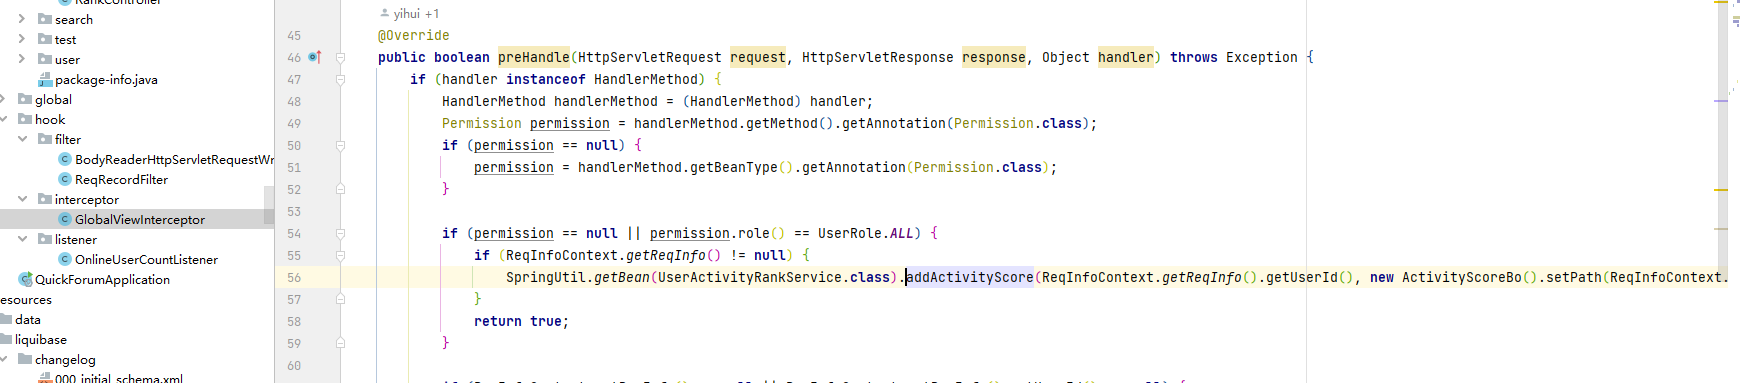 RankController
search
test
user
package-info.java
global
hook
filter
BodyReaderHttpServletRequestWr
ReqRecordFilter
interceptor
GlobalViewInterceptor
listener
OnlineUserCountListener
QuickForumApplication
esources
data
liquibase
changelog
000_initial_schema.xml
yihui +1
45 @Override
46 public boolean preHandle(HttpServletRequest request, HttpServletResponse response, Object handler) throws Exception {
47 if (handler instanceof HandlerMethod) {
48 HandlerMethod handlerMethod = (HandlerMethod) handler;
49 Permission permission = handlerMethod.getMethod().getAnnotation(Permission.class);
50 if (permission == null) {
51 permission = handlerMethod.getBeanType().getAnnotation(Permission.class);
52 }
53
54 if (permission == null || permission.role() == UserRole.ALL) {
55 if (ReqInfoContext.getReqInfo() != null) {
56 SpringUtil.getBean(UserActivityRankService.class).addActivityScore(ReqInfoContext.getReqInfo().getUserId(), new ActivityScoreBo().setPath(ReqInfoContext.
57 }
58 return true;
59 }
60